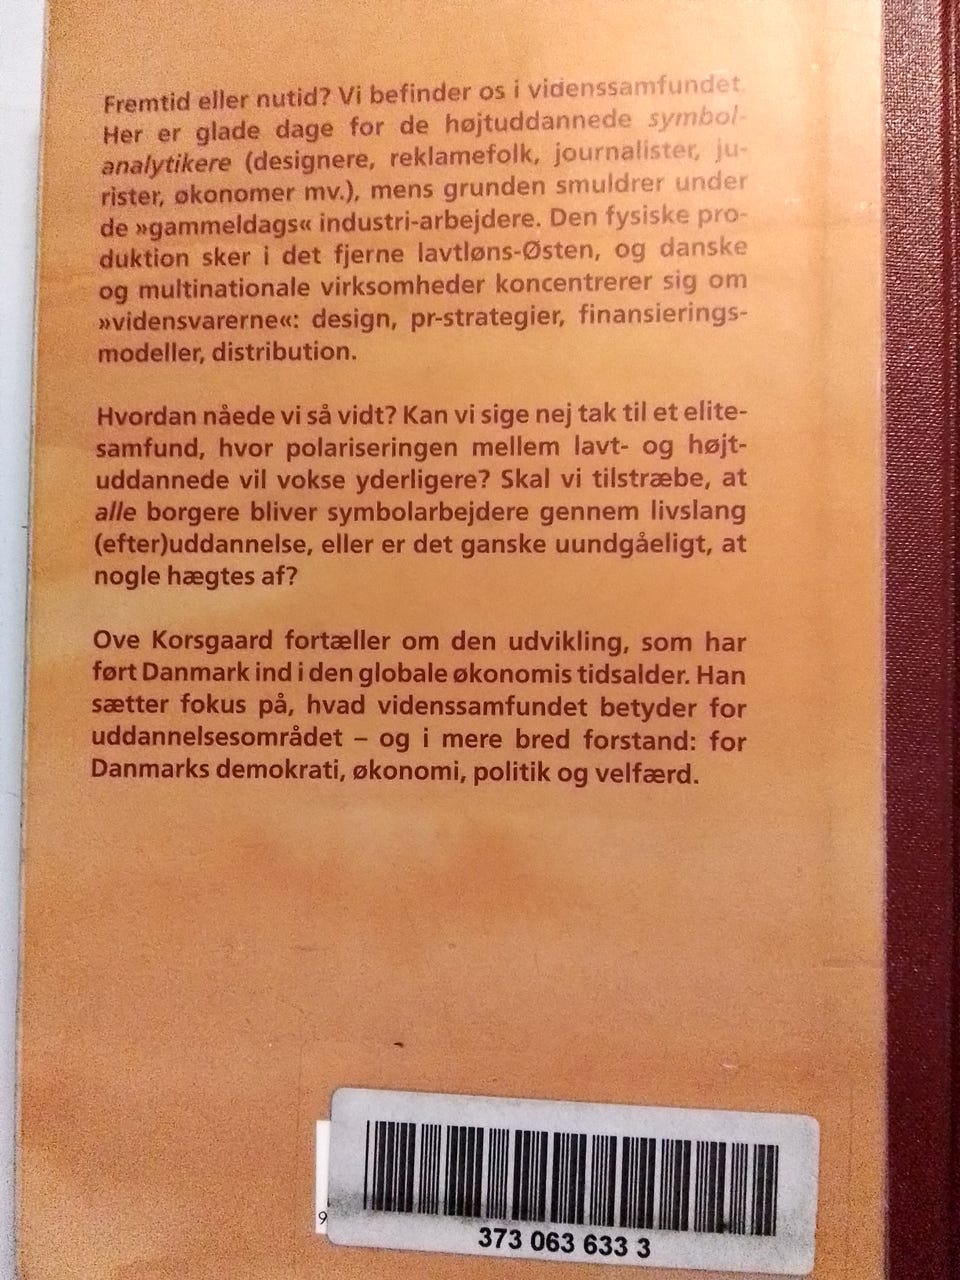 Fremtid eller nutid? Vi befinder os i videnssamfundet.
Her er glade dage for de højtuddannede symbol-
analytikere (designere, reklamefolk, journalister, ju-
rister, økonomer mv.), mens grunden smuldrer under
de »gammeldags« industri-arbejdere. Den fysiske pro-
duktion sker i det fjerne lavtløns-Østen, og danske
og multinationale virksomheder koncentrerer sig om
»vidensvarerne«: design, pr-strategier, finansierings-
modeller, distribution.
Hvordan nåede vi så vidt? Kan vi sige nej tak til et elite-
samfund, hvor polariseringen mellem lavt- og højt-
uddannede vil vokse yderligere? Skal vi tilstræbe, at
alle borgere bliver symbolarbejdere gennem livslang
(efter)uddannelse, eller er det ganske uundgåeligt, at
nogle hægtes af?
Ove Korsgaard fortæller om den udvikling, som har
ført Danmark ind i den globale økonomis tidsalder. Han
sætter fokus på, hvad videnssamfundet betyder for
uddannelsesområdet – og i mere bred forstand: for
Danmarks demokrati, økonomi, politik og velfærd.
9
373 063 633 3